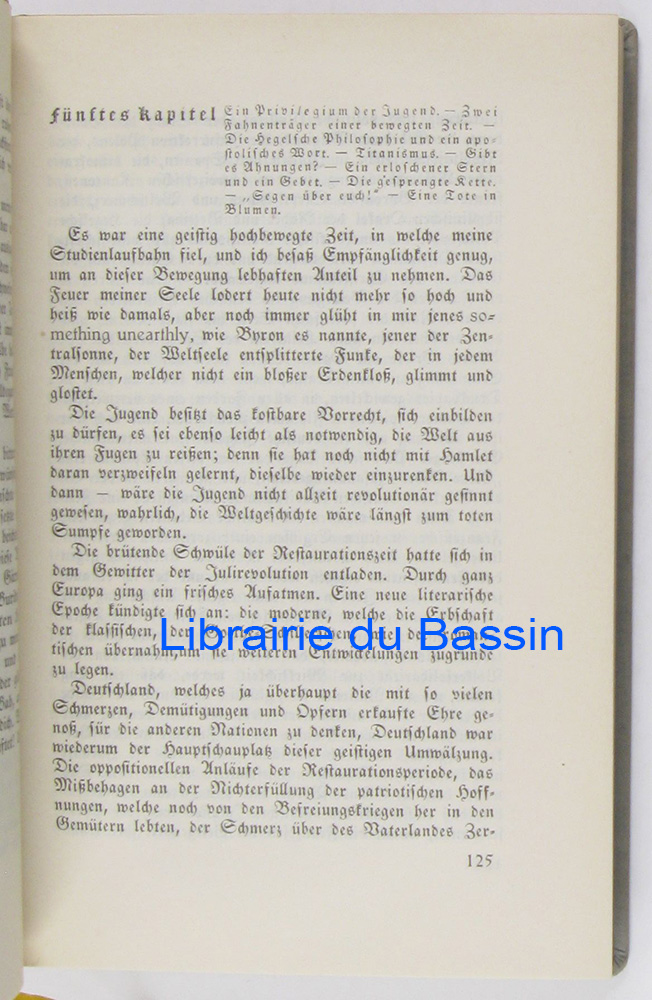 Fünftes Kapitel
Ein Privilegium der Jugend. — Zwei
Fahnenträger einer bewegten Zeit. —
Die Hegelsche Philosophie und ein apo-
stolisches Wort. — Titanismus. — Gibt
es Ahnungen? — Ein erloschener Stern
und ein Gebet. — Die gesprengte Kette.
— „Segen über euch!“ — Eine Tote in
Blumen.
Es war eine geistig hochbewegte Zeit, in welche meine
Studienlaufbahn fiel, und ich besaß Empfänglichkeit genug,
um an dieser Bewegung lebhaften Anteil zu nehmen. Das
Feuer meiner Seele lodert heute nicht mehr so hoch und
heiß wie damals, aber noch immer glüht in mir jenes so-
mething unearthly, wie Byron es nannte, jener der Zen-
tralsonne, der Weltseele entsplitterte Funke, der in jedem
Menschen, welcher nicht ein bloßer Erdenkloß, glimmt und
glostet.
Die Jugend besitzt das kostbare Vorrecht, sich einbilden
zu dürfen, es sei ebenso leicht als notwendig, die Welt aus
ihren Fugen zu reißen; denn sie hat noch nicht mit Hamlet
daran verzweifeln gelernt, dieselbe wieder einzurenken. Und
dann — wäre die Jugend nicht allzeit revolutionär gesinnt
gewesen, wahrlich, die Weltgeschichte wäre längst zum toten
Sumpfe geworden.
Die brütende Schwüle der Restaurationszeit hatte sich in
dem Gewitter der Julirevolution entladen. Durch ganz
Europa ging ein frisches Aufatmen. Eine neue literarische
Epoche kündigte sich an: die moderne, welche die Erbschaft
der klassischen, der wie der
tischen übernahm, um sie weiteren Entwickelungen zugrunde
zu legen.
Librairie du Bassin
Deutschland, welches ja überhaupt die mit so vielen
Schmerzen, Demütigungen und Opfern erkaufte Ehre ge-
noß, für die anderen Nationen zu denken, Deutschland war
wiederum der Hauptschauplatz dieser geistigen Umwälzung.
Die oppositionellen Anläufe der Restaurationsperiode, das
Mißbehagen an der Nichterfüllung der patriotischen Hoff-
nungen, welche noch von den Befreiungskriegen her in den
Gemütern lebten, der Schmerz über des Vaterlandes Zer-
125